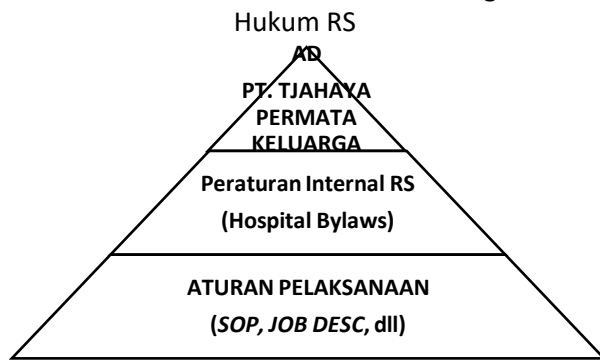 Hukum RS
AD
PT. TJAHAYA
PERMATA
KELUARGA
Peraturan Internal RS
(Hospital Bylaws)
ATURAN PELAKSANAAN
(SOP, JOB DESC, dll)